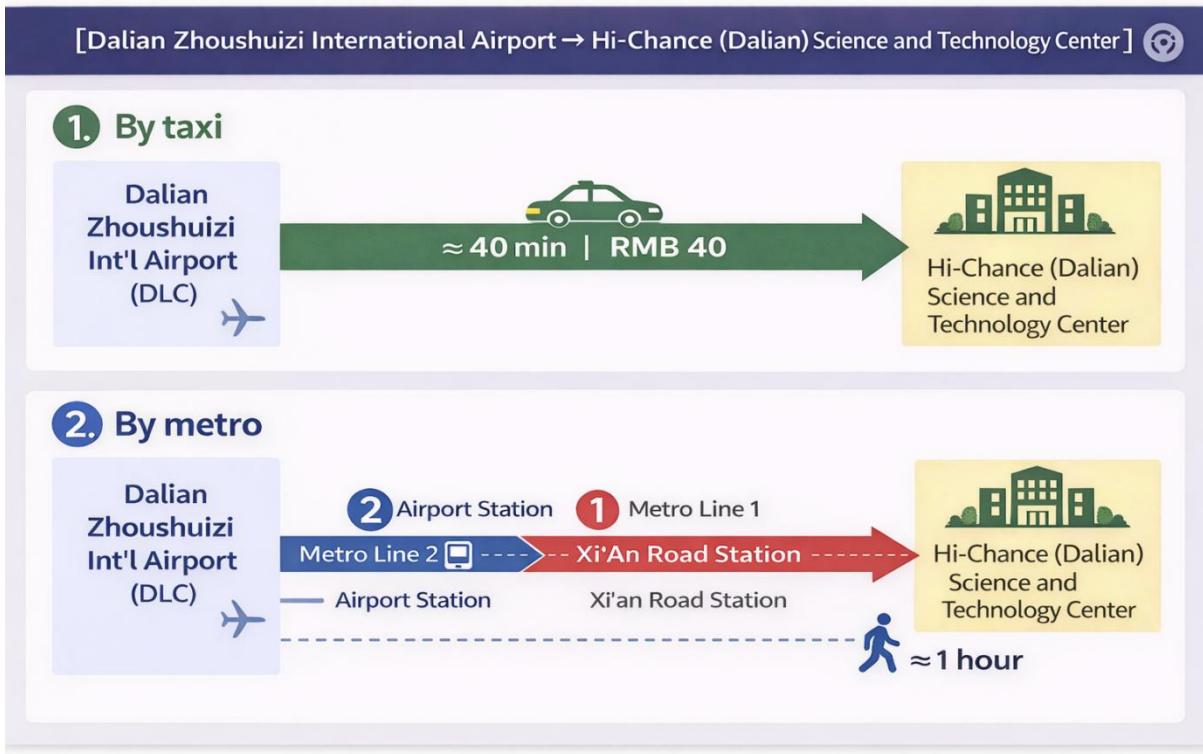 [Dalian Zhoushuizi International Airport → Hi-Chance (Dalian) Science and Technology Center]
1. By taxi
Dalian
Zhoushuizi
Int'l Airport
(DLC)
≈ 40 min | RMB 40
Hi-Chance (Dalian)
Science and
Technology Center
2. By metro
Dalian
Zhoushuizi
Int'l Airport
(DLC)
2 Airport Station
1 Metro Line 1
Metro Line 2
Xi'An Road Station
Airport Station
Xi'an Road Station
≈ 1 hour
Hi-Chance (Dalian)
Science and
Technology Center